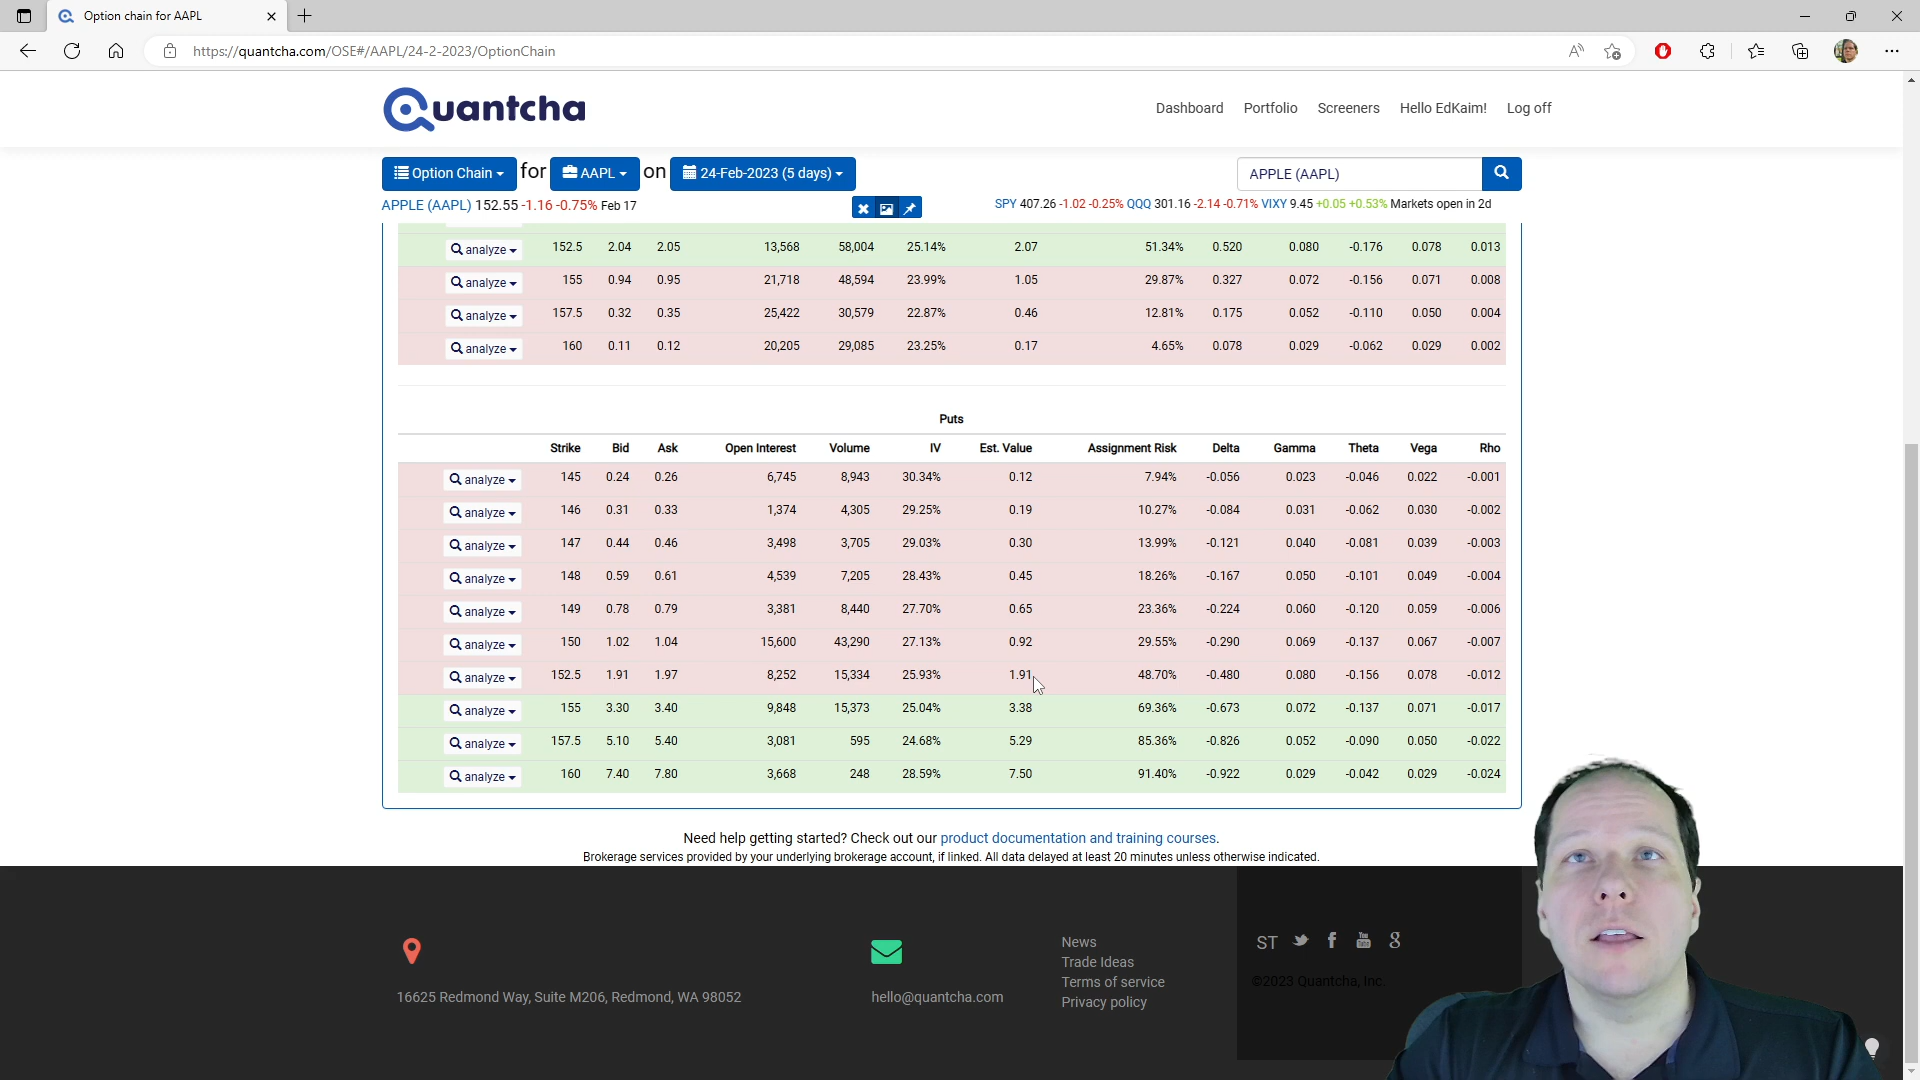 Option chain for AAPL
https://quantcha.com/OSE#/AAPL/24-2-2023/OptionChain
Quantcha
Dashboard Portfolio Screeners Hello EdKaim! Log off
Option Chain for AAPL on 24-Feb-2023 (5 days) APPLE (AAPL)
APPLE (AAPL) 152.55 -1.16 -0.75% Feb 17 SPY 407.26 -1.02 -0.25% QQQ 301.16 -2.14 -0.71% VIXY 9.45 +0.05 +0.53% Markets open in 2d
analyze 152.5 2.04 2.05 13,568 58,004 25.14% 2.07 51.34% 0.520 0.080 -0.176 0.078 0.013
analyze 155 0.94 0.95 21,718 48,594 23.99% 1.05 29.87% 0.327 0.072 -0.156 0.071 0.008
analyze 157.5 0.32 0.35 25,422 30,579 22.87% 0.46 12.81% 0.175 0.052 -0.110 0.050 0.004
analyze 160 0.11 0.12 20,205 29,085 23.25% 0.17 4.65% 0.078 0.029 -0.062 0.029 0.002
Puts
Strike Bid Ask Open Interest Volume IV Est. Value Assignment Risk Delta Gamma Theta Vega Rho
analyze 145 0.24 0.26 6,745 8,943 30.34% 0.12 7.94% -0.056 0.023 -0.046 0.022 -0.001
analyze 146 0.31 0.33 1,374 4,305 29.25% 0.19 10.27% -0.084 0.031 -0.062 0.030 -0.002
analyze 147 0.44 0.46 3,498 3,705 29.03% 0.30 13.99% -0.121 0.040 -0.081 0.039 -0.003
analyze 148 0.59 0.61 4,539 7,205 28.43% 0.45 18.26% -0.167 0.050 -0.101 0.049 -0.004
analyze 149 0.78 0.79 3,381 8,440 27.70% 0.65 23.36% -0.224 0.060 -0.120 0.059 -0.006
analyze 150 1.02 1.04 15,600 43,290 27.13% 0.92 29.55% -0.290 0.069 -0.137 0.067 -0.007
analyze 152.5 1.91 1.97 8,252 15,334 25.93% 1.91 48.70% -0.480 0.080 -0.156 0.078 -0.012
analyze 155 3.30 3.40 9,848 15,373 25.04% 3.38 69.36% -0.673 0.072 -0.137 0.071 -0.017
analyze 157.5 5.10 5.40 3,081 595 24.68% 5.29 85.36% -0.826 0.052 -0.090 0.050 -0.022
analyze 160 7.40 7.80 3,668 248 28.59% 7.50 91.40% -0.922 0.029 -0.042 0.029 -0.024
Need help getting started? Check out our product documentation and training courses.
Brokerage services provided by your underlying brokerage account, if linked. All data delayed at least 20 minutes unless otherwise indicated.
16625 Redmond Way, Suite M206, Redmond, WA 98052
hello@quantcha.com
News
Trade Ideas
Terms of service
Privacy policy
ST
©2023 Quantcha, Inc.